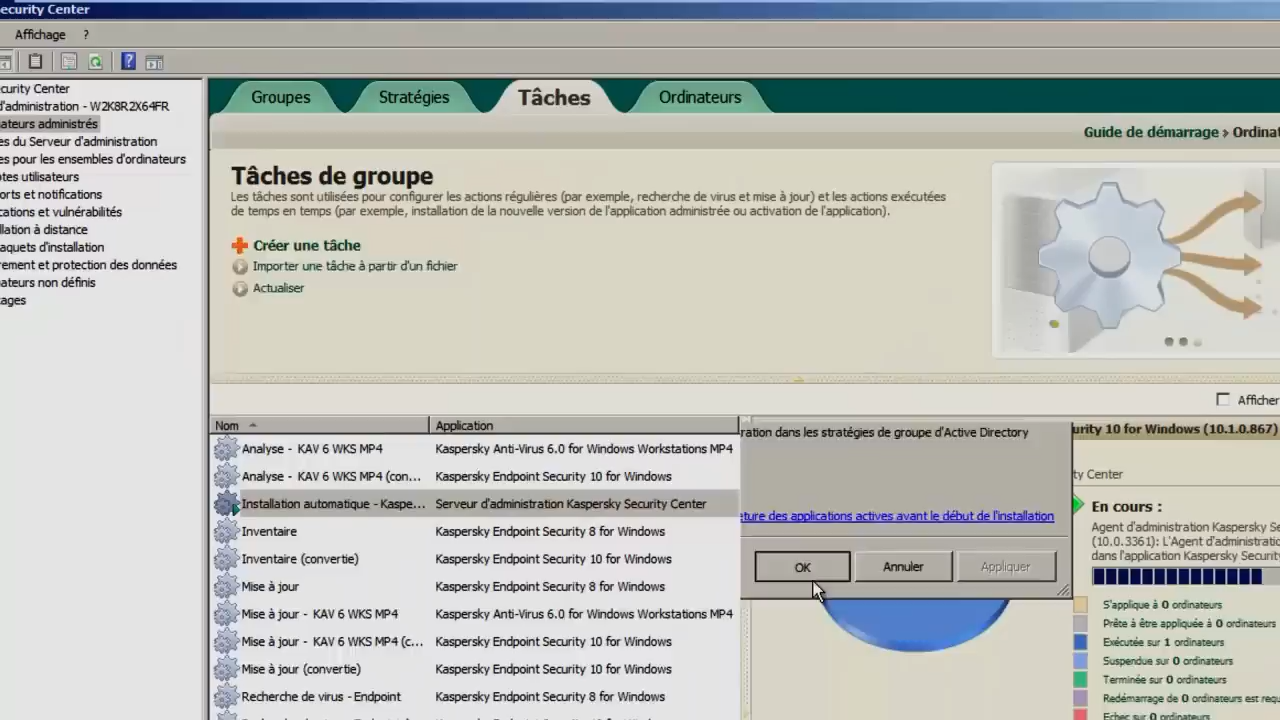 ecurity Center
Affichage ?
?
curity Center
d'administration - W2K8R2X64FR
ateurs administrés
es du Serveur d'administration
es pour les ensembles d'ordinateurs
tes utilisateurs
orts et notifications
cations et vulnérabilités
llation à distance
aquets d'installation
rement et protection des données
ateurs non définis
kages
Groupes
Stratégies
Tâches
Ordinateurs
Guide de démarrage › Ordina
Tâches de groupe
Les tâches sont utilisées pour configurer les actions régulières (par exemple, recherche de virus et mise à jour) et les actions exécutées
de temps en temps (par exemple, installation de la nouvelle version de l'application administrée ou activation de l'application).
Créer une tâche
Importer une tâche à partir d'un fichier
Actualiser
Afficher
Nom Application
Analyse - KAV 6 WKS MP4 Kaspersky Anti-Virus 6.0 for Windows Workstations MP4
Analyse - KAV 6 WKS MP4 (con... Kaspersky Endpoint Security 10 for Windows
Installation automatique - Kaspe... Serveur d'administration Kaspersky Security Center
Inventaire Kaspersky Endpoint Security 8 for Windows
Inventaire (convertie) Kaspersky Endpoint Security 10 for Windows
Mise à jour Kaspersky Endpoint Security 8 for Windows
Mise à jour - KAV 6 WKS MP4 Kaspersky Anti-Virus 6.0 for Windows Workstations MP4
Mise à jour - KAV 6 WKS MP4 (c... Kaspersky Endpoint Security 10 for Windows
Mise à jour (convertie) Kaspersky Endpoint Security 10 for Windows
Recherche de virus - Endpoint Kaspersky Endpoint Security 8 for Windows
ration dans les stratégies de groupe d'Active Directory
ture des applications actives avant le début de l'installation
OK
Annuler
Appliquer
urity 10 for Windows (10.1.0.867)
ty Center
En cours :
Agent d'administration Kaspersky Se
(10.0.3361): L'Agent d'administratio
dans l'application Kaspersky Securit
S'applique à 0 ordinateurs
Prête à être appliquée à 0 ordinateurs
Exécutée sur 1 ordinateurs
Suspendue sur 0 ordinateurs
Terminée sur 0 ordinateurs
Redémarrage de 0 ordinateurs est requ
Echec sur 0 ordinateurs